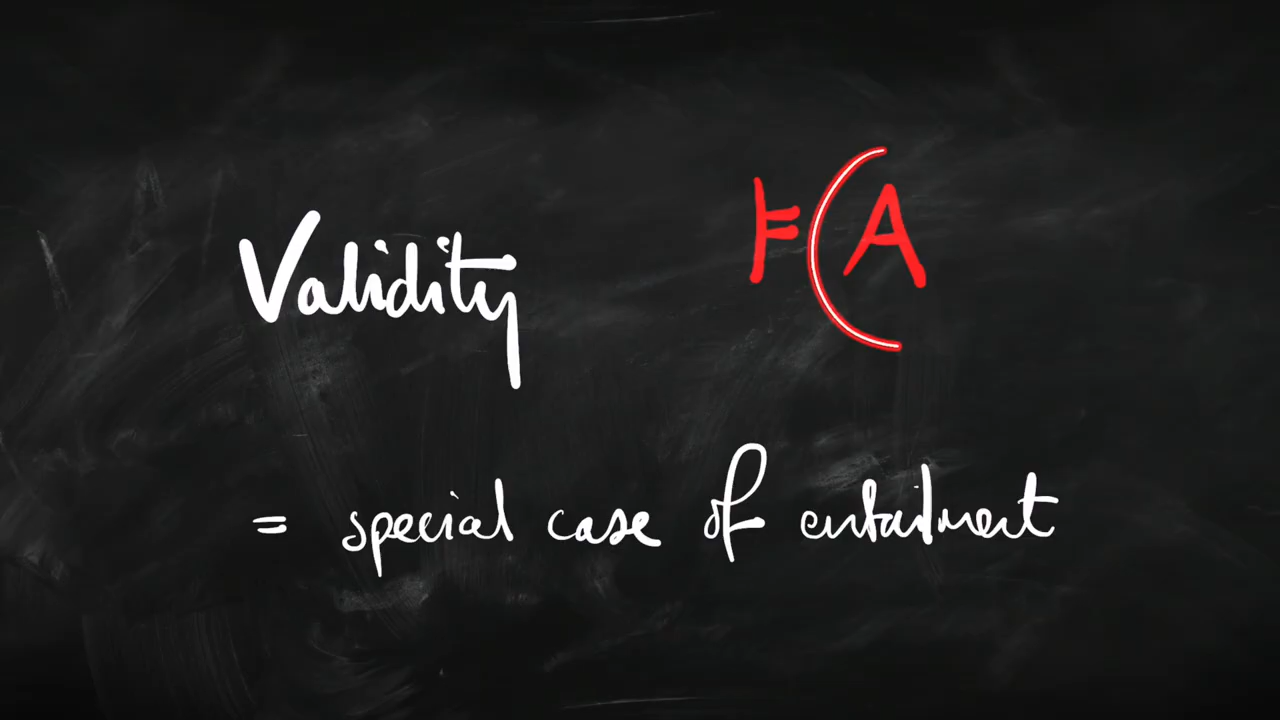 Validity ⊨ A
= special case of entailment